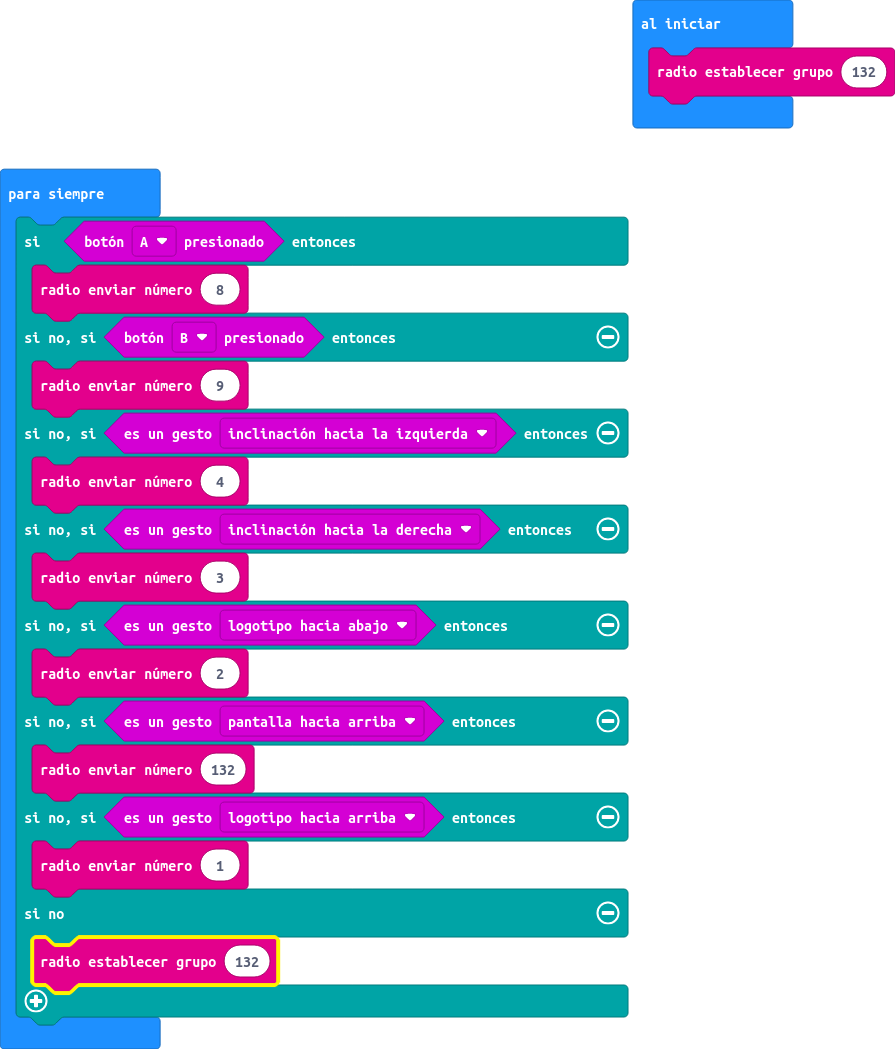 al iniciar
radio establecer grupo 132
para siempre
si botón A presionado entonces
radio enviar número 8
si no, si botón B presionado entonces
radio enviar número 9
si no, si es un gesto inclinación hacia la izquierda entonces
radio enviar número 4
si no, si es un gesto inclinación hacia la derecha entonces
radio enviar número 3
si no, si es un gesto logotipo hacia abajo entonces
radio enviar número 2
si no, si es un gesto pantalla hacia arriba entonces
radio enviar número 132
si no, si es un gesto logotipo hacia arriba entonces
radio enviar número 1
si no
radio establecer grupo 132